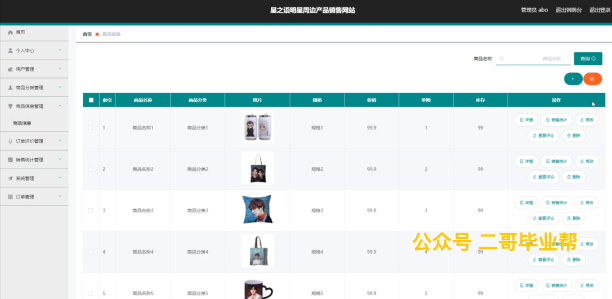 星之语明星周边产品销售网站
管理员 abo 退出到前台 退出登录
首页 商品信息
首页
个人中心
用户管理
商品分类管理
商品信息管理
商品信息
订单评价管理
销售统计管理
系统管理
订单管理
商品名称 商品名称 查询
索引 商品名称 商品分类 图片 规格 价格 单限 库存 操作
1 商品名称1 商品分类1 规格1 99.9 1 99 详情 销售统计 修改
查看评论 删除
2 商品名称2 商品分类2 规格2 99.9 2 99 详情 销售统计 修改
查看评论 删除
3 商品名称3 商品分类3 规格3 99.9 3 99 详情 销售统计 修改
查看评论 删除
4 商品名称4 商品分类4 规格4 99.9 4 99 详情 销售统计 修改
查看评论 删除
公众号 二哥毕业帮
5 商品名称5 商品分类5 规格5 99.9 5 99 详情 销售统计 修改